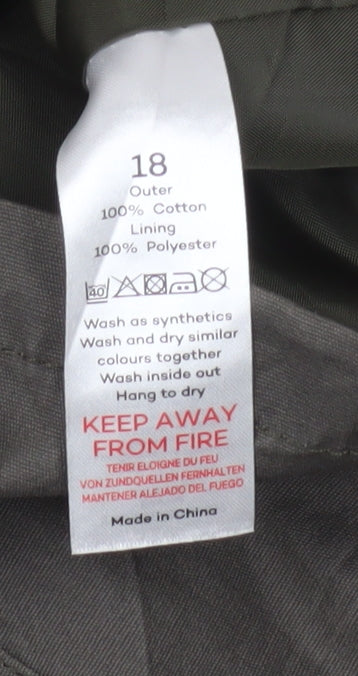 18
Outer
100% Cotton
Lining
100% Polyester
40
Wash as synthetics
Wash and dry similar
colours together
Wash inside out
Hang to dry
KEEP AWAY
FROM FIRE
TENIR ELOIGNE DU FEU
VON ZUNDQUELLEN FERNHALTEN
MANTENER ALEJADO DEL FUEGO
Made in China